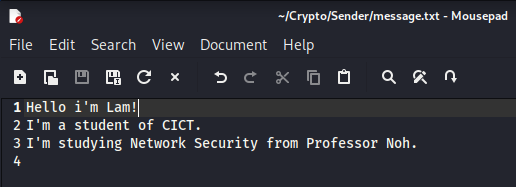 ~/Crypto/Sender/message.txt - Mousepad
File Edit Search View Document Help
1 Hello i'm Lam!
2 I'm a student of CICT.
3 I'm studying Network Security from Professor Noh.
4